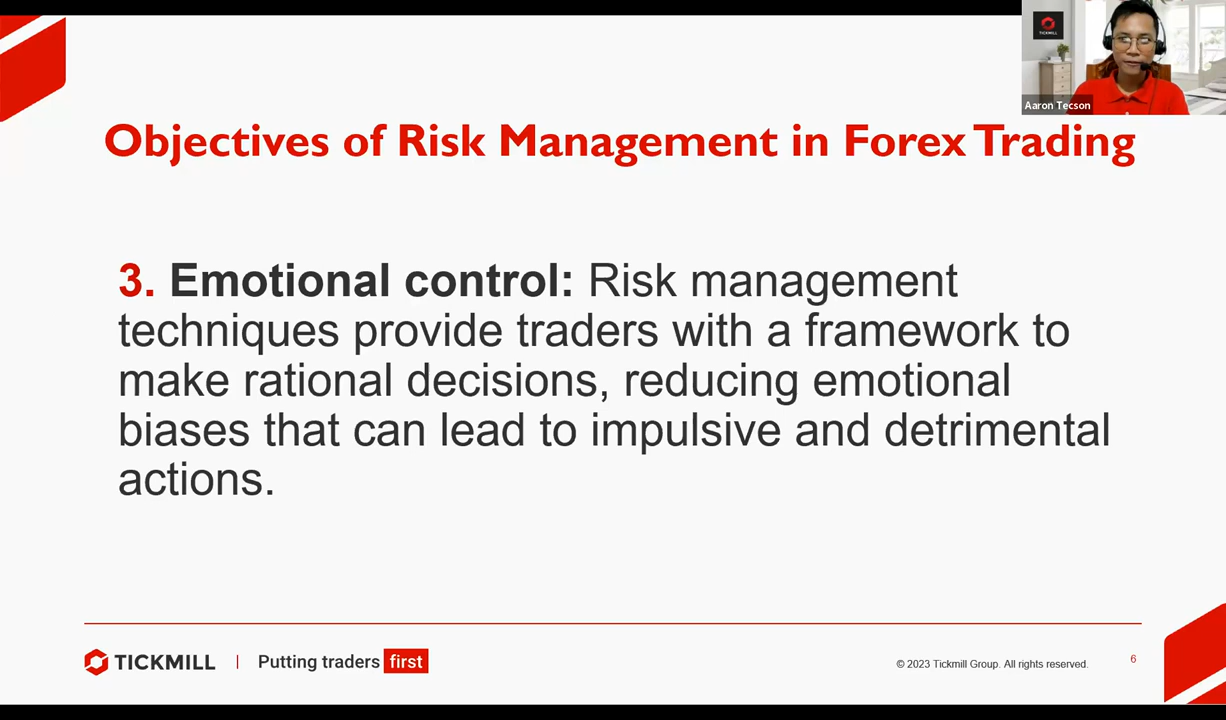 TICKMILL
Aaron Tecson
Objectives of Risk Management in Forex Trading
3. Emotional control: Risk management
techniques provide traders with a framework to
make rational decisions, reducing emotional
biases that can lead to impulsive and detrimental
actions.
TICKMILL | Putting traders first
© 2023 Tickmill Group. All rights reserved.
6